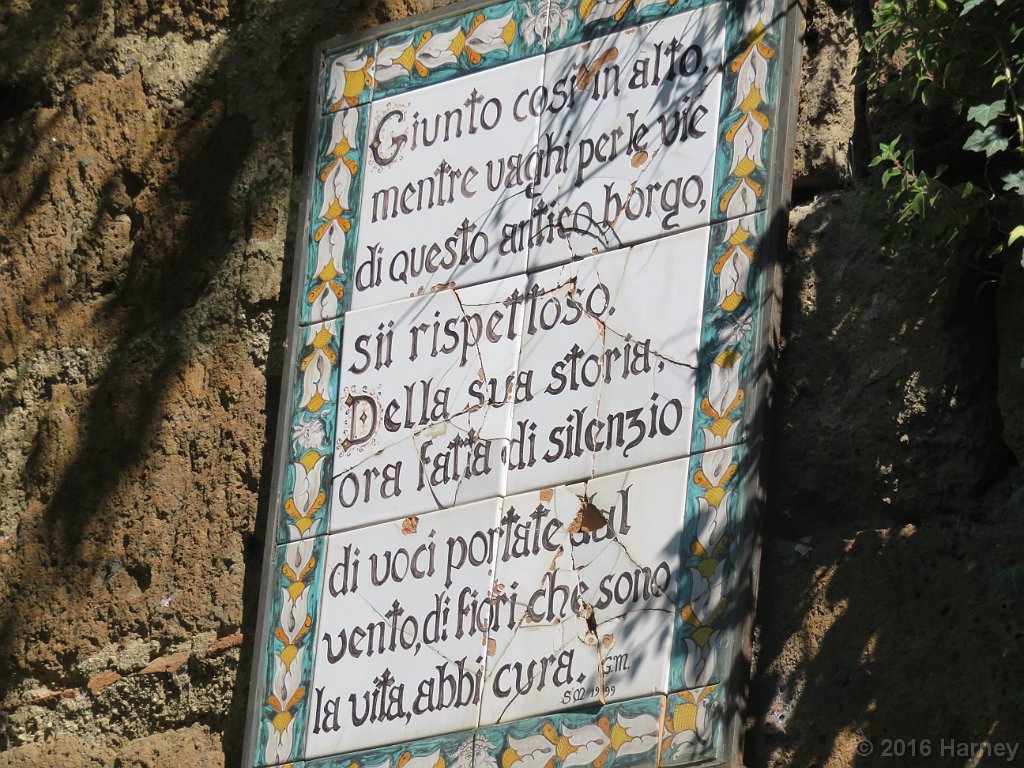 Giunto così in alto,
mentre vaghi per le vie
di questo antico borgo,
sii rispettoso.
Della sua storia,
ora fatta di silenzio
di voci portate dal
vento, di fiori, che sono
la vita, abbi cura.
G.M.
S.M 1999
© 2016 Harney